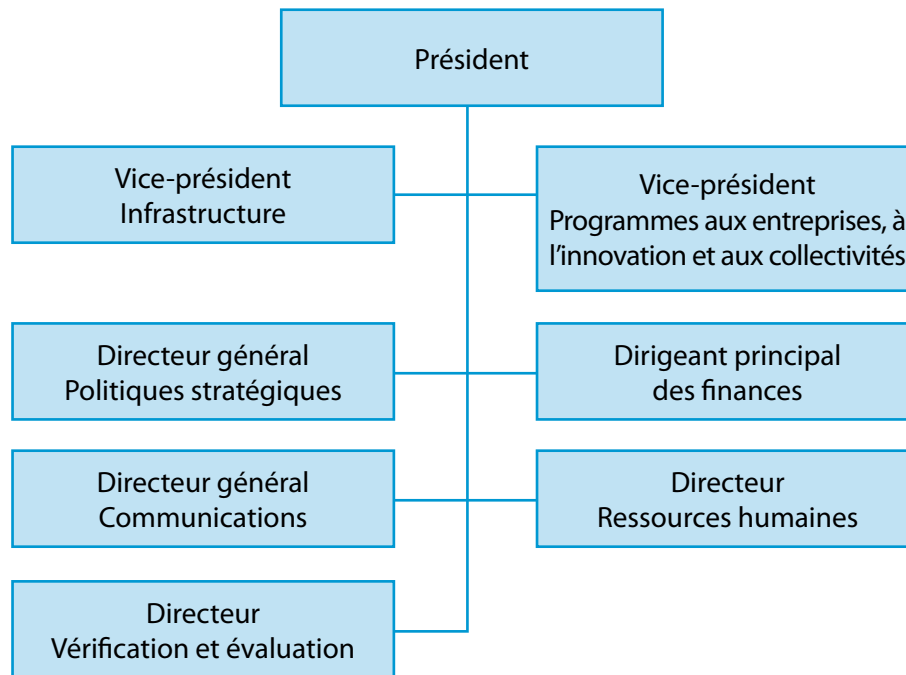 Président
Vice-président
Infrastructure
Vice-président
Programmes aux entreprises, à
l'innovation et aux collectivités
Directeur général
Politiques stratégiques
Dirigeant principal
des finances
Directeur général
Communications
Directeur
Ressources humaines
Directeur
Vérification et évaluation